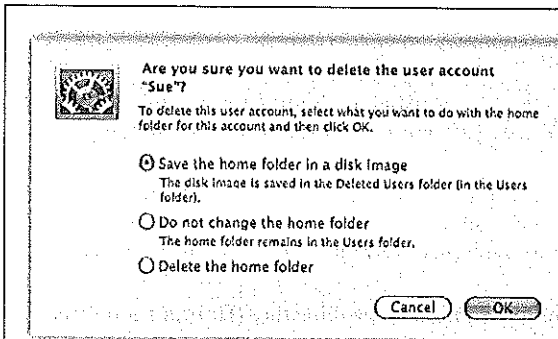 Are you sure you want to delete the user account
"Sue"?
To delete this user account, select what you want to do with the home
folder for this account and then click OK.
Save the home folder in a disk image
The disk image is saved in the Deleted Users folder (in the Users
folder).
Do not change the home folder
The home folder remains in the Users folder.
Delete the home folder
Cancel OK